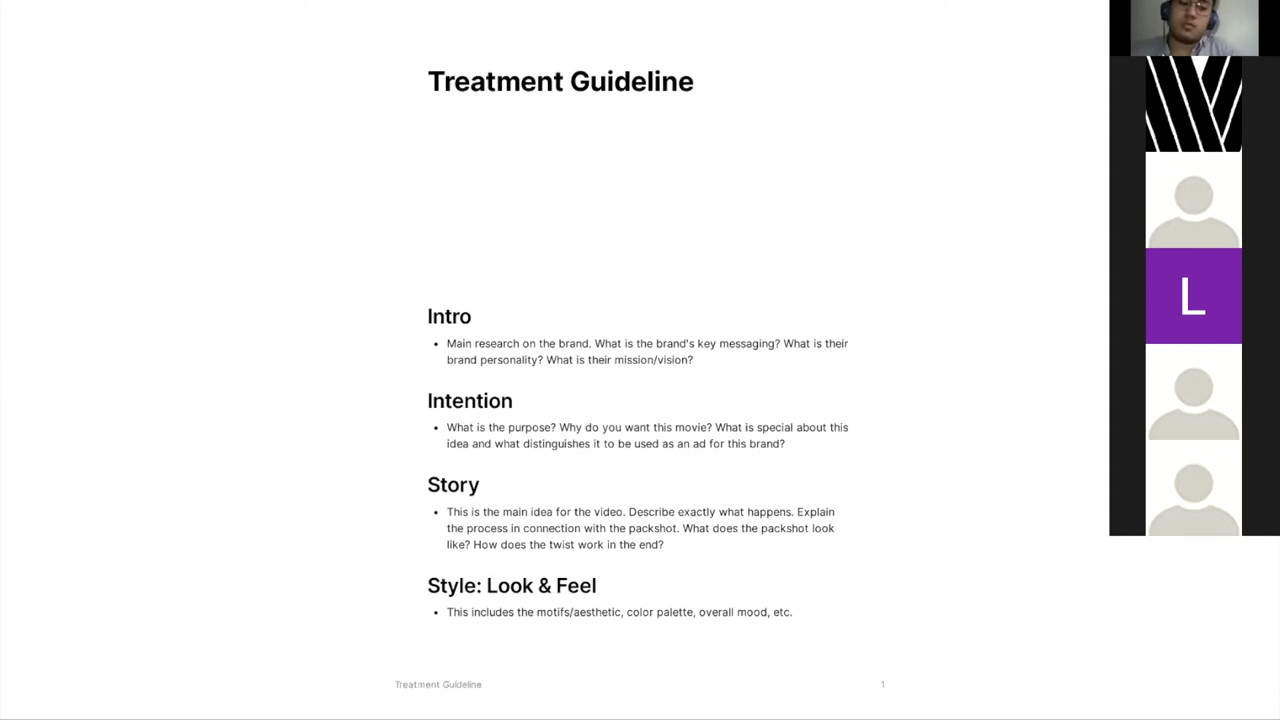 Treatment Guideline
Intro
• Main research on the brand. What is the brand's key messaging? What is their
brand personality? What is their mission/vision?
Intention
• What is the purpose? Why do you want this movie? What is special about this
idea and what distinguishes it to be used as an ad for this brand?
Story
• This is the main idea for the video. Describe exactly what happens. Explain
the process in connection with the packshot. What does the packshot look
like? How does the twist work in the end?
Style: Look & Feel
• This includes the motifs/aesthetic, color palette, overall mood, etc.
Treatment Guideline 1
L